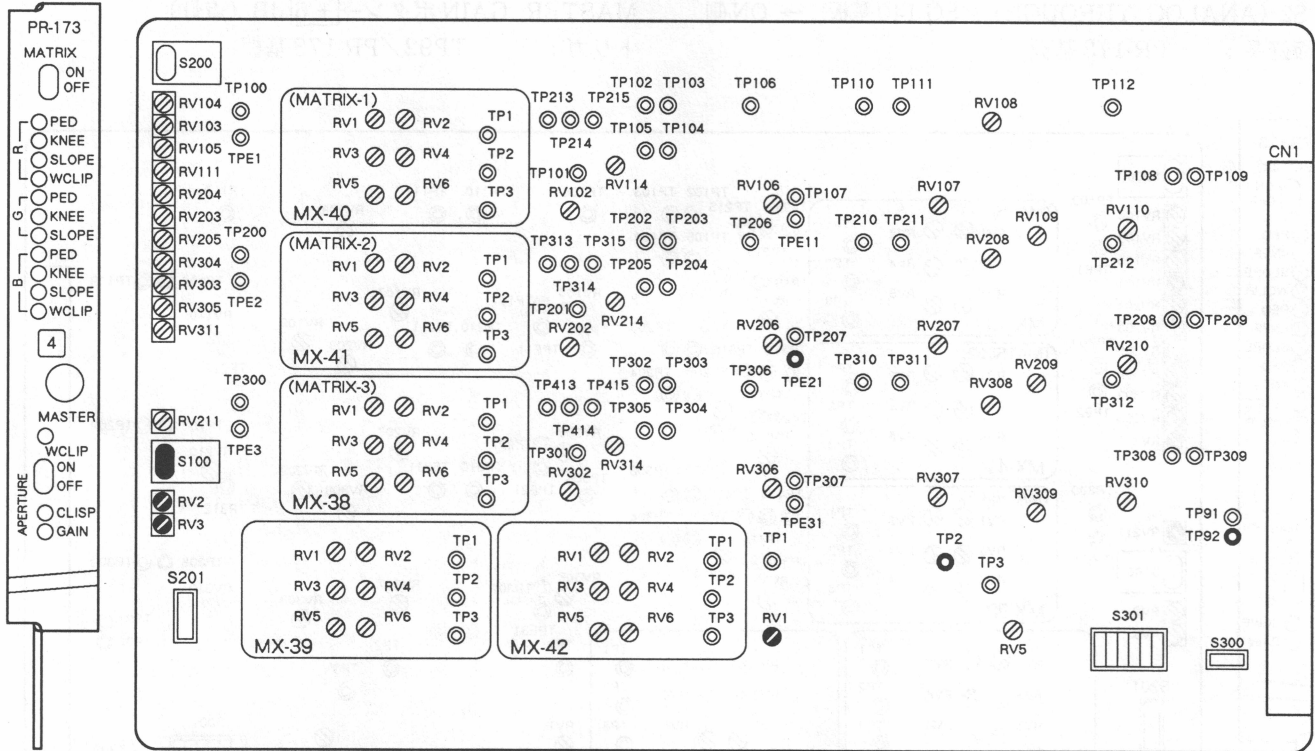 PR-173
MATRIX
ON
OFF
R
PED
KNEE
SLOPE
WCLIP
G
PED
KNEE
SLOPE
B
PED
KNEE
SLOPE
WCLIP
4
MASTER
WCLIP
APERTURE
ON
OFF
CLISP
GAIN
S200
RV104
RV103
RV105
RV111
RV204
RV203
RV205
RV304
RV303
RV305
RV311
RV211
S100
RV2
RV3
S201
TP100
TPE1
TP200
TPE2
TP300
TPE3
(MATRIX-1)
RV1 RV2 TP1
RV3 RV4 TP2
RV5 RV6 TP3
MX-40
(MATRIX-2)
RV1 RV2 TP1
RV3 RV4 TP2
RV5 RV6 TP3
MX-41
(MATRIX-3)
RV1 RV2 TP1
RV3 RV4 TP2
RV5 RV6 TP3
MX-38
RV1 RV2 TP1
RV3 RV4 TP2
RV5 RV6 TP3
MX-39
RV1 RV2 TP1
RV3 RV4 TP2
RV5 RV6 TP3
MX-42
TP102 TP103 TP106 TP110 TP111 TP112
TP213 TP215 RV108
TP105 TP104
TP214
CN1
TP101 RV114 TP108 TP109
RV102 RV106 TP107 RV107
TP202 TP203 TP206 TPE11 TP210 TP211 RV109 RV110
RV208
TP313 TP315 TP205 TP204 TP212
TP314
TP201 RV214
RV202 RV206 TP207 RV207 TP208 TP209
TP302 TP303 TP306 TPE21 TP310 TP311 RV209 RV210
RV308
TP413 TP415 TP305 TP304 TP312
TP414
TP301 RV314 TP308 TP309
RV302 RV306 TP307 RV307 RV309 RV310
TPE31
TP91
TP92
TP1 TP2 TP3
RV1 RV5
S301 S300